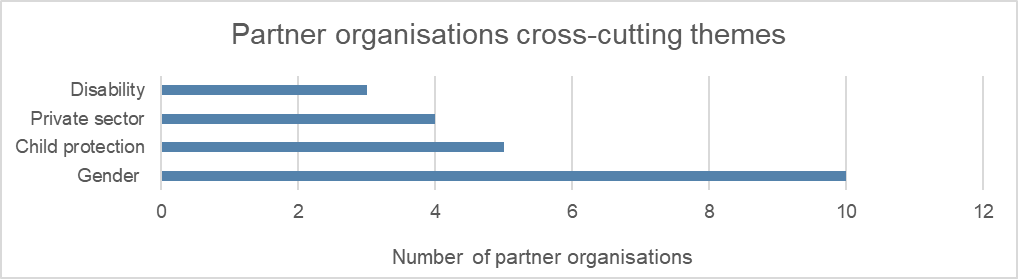 Partner organisations cross-cutting themes
Disability
Private sector
Child protection
Gender
0 2 4 6 8 10 12
Number of partner organisations